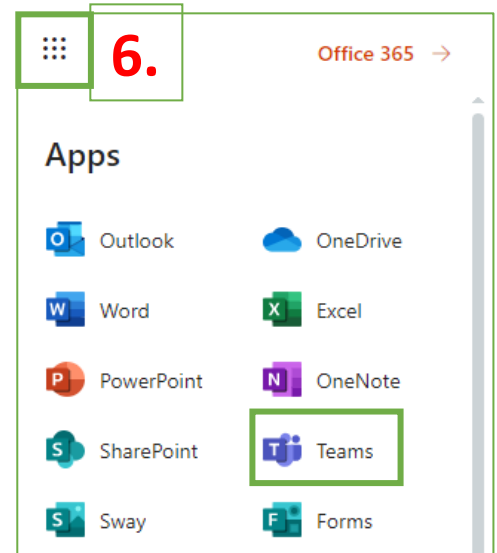 6.
Office 365 →
Apps
Outlook OneDrive
Word Excel
PowerPoint OneNote
SharePoint Teams
Sway Forms